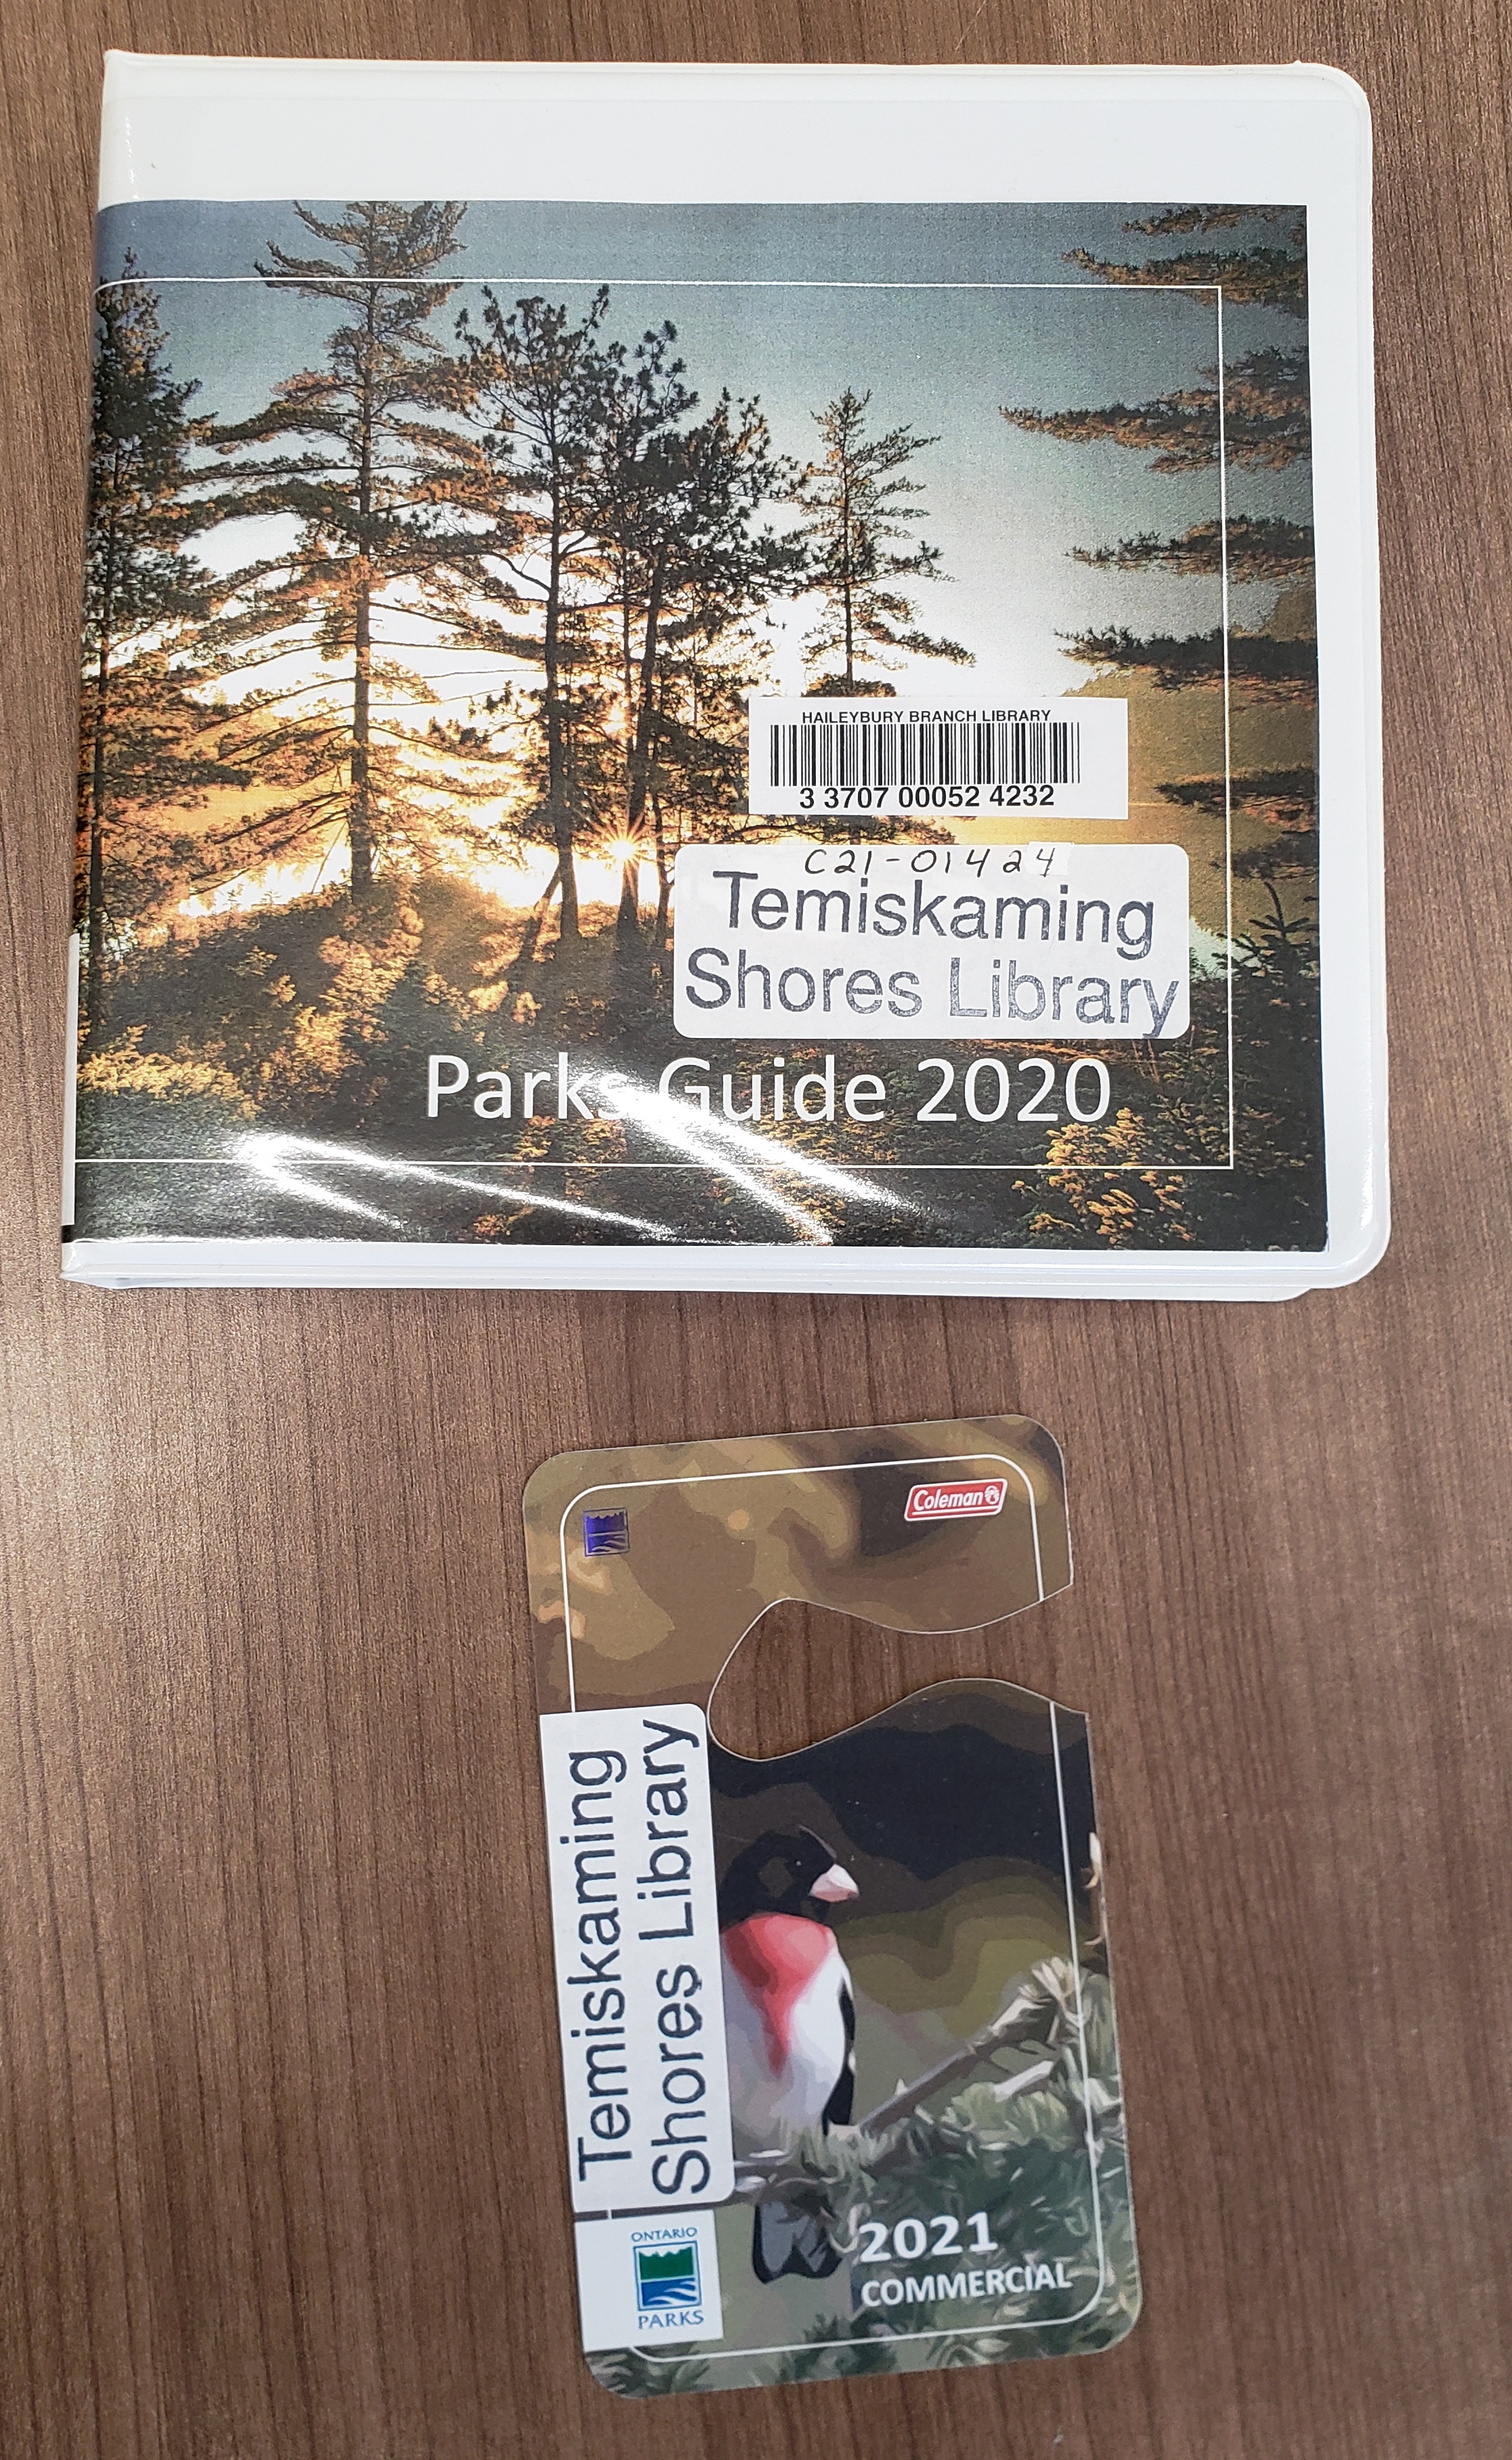 HAILEYBURY BRANCH LIBRARY
3 3707 00052 4232
C21-01424
Temiskaming
Shores Library
Parks Guide 2020
Coleman
Temiskaming
Shores Library
ONTARIO
PARKS
2021
COMMERCIAL